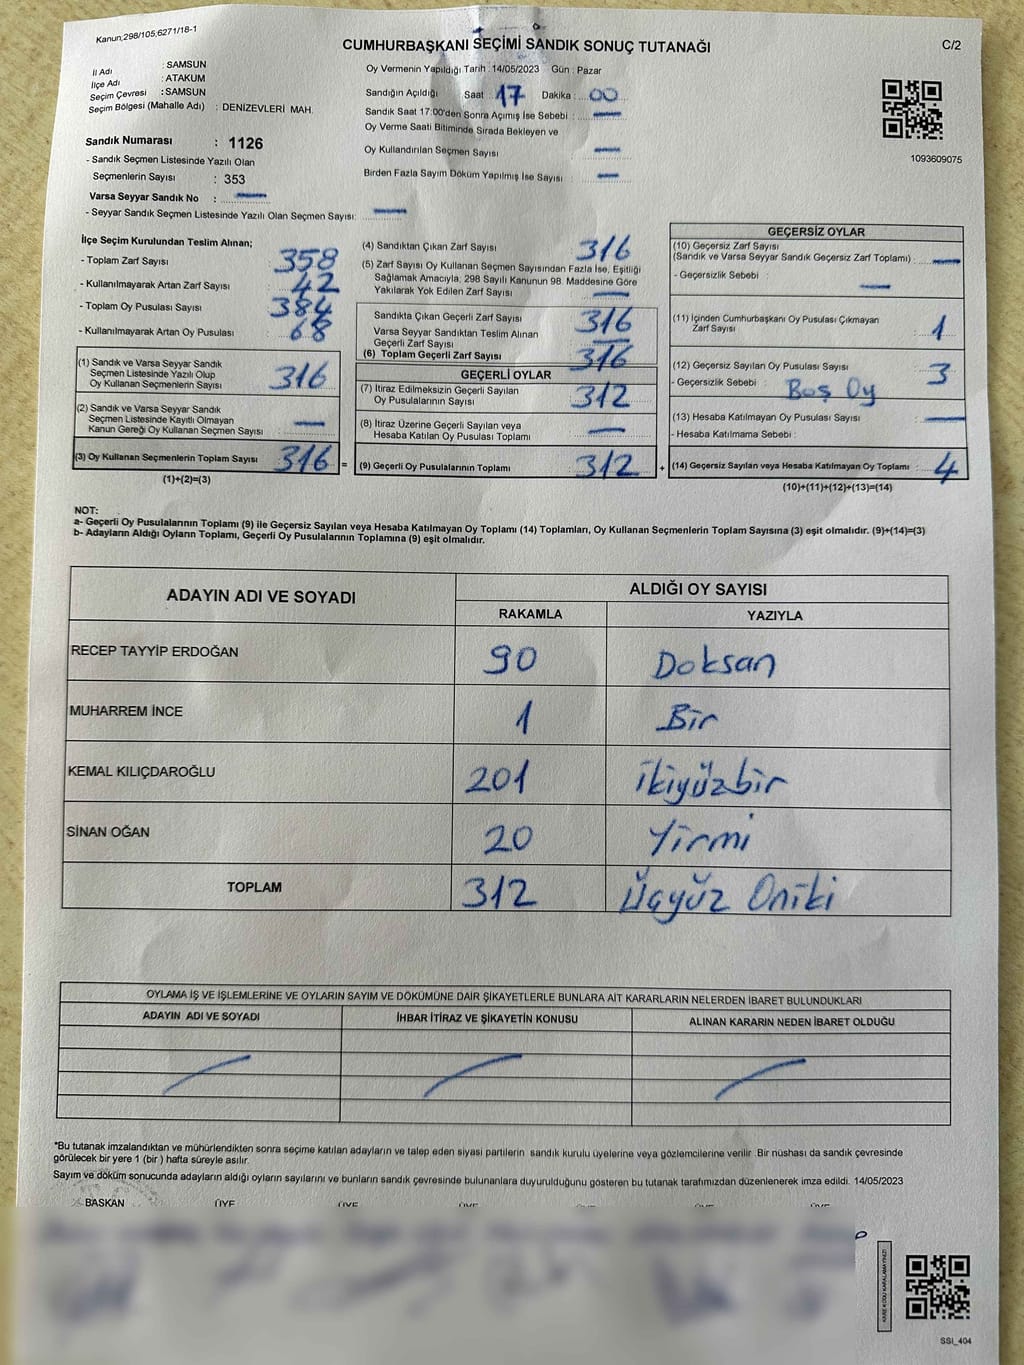 Kanun,298/105,6271/18-1
CUMHURBAŞKANI SEÇİMİ SANDIK SONUÇ TUTANAĞI
C/2
İl Adı : SAMSUN
İlçe Adı : ATAKUM
Seçim Çevresi : SAMSUN
Seçim Bölgesi (Mahalle Adı) : DENİZEVLERİ MAH.
Oy Vermenin Yapıldığı Tarih : 14/05/2023 Gün : Pazar
Sandığın Açıldığı Saat : 17 Dakika : 00
Sandık Saat 17:00'den Sonra Açımış İse Sebebi : —
Oy Verme Saati Bitiminde Sırada Bekleyen ve
Oy Kullandırılan Seçmen Sayısı —
Birden Fazla Sayım Döküm Yapılmış İse Sayısı : —
1093609075
Sandık Numarası : 1126
- Sandık Seçmen Listesinde Yazılı Olan
Seçmenlerin Sayısı : 353
Varsa Seyyar Sandık No : —
- Seyyar Sandık Seçmen Listesinde Yazılı Olan Seçmen Sayısı: —
İlçe Seçim Kurulundan Teslim Alınan;
- Toplam Zarf Sayısı : 358
- Kullanılmayarak Artan Zarf Sayısı : 42
- Toplam Oy Pusulası Sayısı : 384
- Kullanılmayarak Artan Oy Pusulası : 68
(1) Sandık ve Varsa Seyyar Sandık
Seçmen Listesinde Yazılı Olup
Oy Kullanan Seçmenlerin Sayısı : 316
(2) Sandık ve Varsa Seyyar Sandık
Seçmen Listesinde Kayıtlı Olmayan
Kanun Gereği Oy Kullanan Seçmen Sayısı : —
(3) Oy Kullanan Seçmenlerin Toplam Sayısı : 316 =
(1)+(2)=(3)
(4) Sandıktan Çıkan Zarf Sayısı 316
(5) Zarf Sayısı Oy Kullanan Seçmen Sayısından Fazla İse, Eşitliği
Sağlamak Amacıyla; 298 Sayılı Kanunun 98. Maddesine Göre
Yakılarak Yok Edilen Zarf Sayısı : —
Sandıkta Çıkan Geçerli Zarf Sayısı : 316
Varsa Seyyar Sandıktan Teslim Alınan
Geçerli Zarf Sayısı : —
(6) Toplam Geçerli Zarf Sayısı : 316
GEÇERLİ OYLAR
(7) İtiraz Edilmeksizin Geçerli Sayılan
Oy Pusulalarının Sayısı : 312
(8) İtiraz Üzerine Geçerli Sayılan veya
Hesaba Katılan Oy Pusulası Toplamı : —
(9) Geçerli Oy Pusulalarının Toplamı : 312 +
GEÇERSİZ OYLAR
(10) Geçersiz Zarf Sayısı
(Sandık ve Varsa Seyyar Sandık Geçersiz Zarf Toplamı) : —
- Geçersizlik Sebebi : —
(11) İçinden Cumhurbaşkanı Oy Pusulası Çıkmayan
Zarf Sayısı : 1
(12) Geçersiz Sayılan Oy Pusulası Sayısı : 3
- Geçersizlik Sebebi : Boş Oy
(13) Hesaba Katılmayan Oy Pusulası Sayısı : —
- Hesaba Katılmama Sebebi :
(14) Geçersiz Sayılan veya Hesaba Katılmayan Oy Toplamı : 4
(10)+(11)+(12)+(13)=(14)
NOT:
a- Geçerli Oy Pusulalarının Toplamı (9) ile Geçersiz Sayılan veya Hesaba Katılmayan Oy Toplamı (14) Toplamları, Oy Kullanan Seçmenlerin Toplam Sayısına (3) eşit olmalıdır. (9)+(14)=(3)
b- Adayların Aldığı Oyların Toplamı, Geçerli Oy Pusulalarının Toplamına (9) eşit olmalıdır.
ADAYIN ADI VE SOYADI ALDIĞI OY SAYISI
RAKAMLA YAZIYLA
RECEP TAYYİP ERDOĞAN 90 Doksan
MUHARREM İNCE 1 Bir
KEMAL KILIÇDAROĞLU 201 ikiyüzbir
SİNAN OĞAN 20 Yirmi
TOPLAM 312 Üçyüz Oniki
OYLAMA İŞ VE İŞLEMLERİNE VE OYLARIN SAYIM VE DÖKÜMÜNE DAİR ŞİKAYETLERLE BUNLARA AİT KARARLARIN NELERDEN İBARET BULUNDUKLARI
ADAYIN ADI VE SOYADI İHBAR İTİRAZ VE ŞİKAYETİN KONUSU ALINAN KARARIN NEDEN İBARET OLDUĞU
*Bu tutanak imzalandıktan ve mühürlendikten sonra seçime katılan adayların ve talep eden siyasi partilerin sandık kurulu üyelerine veya gözlemcilerine verilir .Bir nüshası da sandık çevresinde
görülecek bir yere 1 (bir ) hafta süreyle asılır.
Sayım ve döküm sonucunda adayların aldığı oyların sayılarını ve bunların sandık çevresinde bulunanlara duyurulduğunu gösteren bu tutanak tarafımızdan düzenlenerek imza edildi. 14/05/2023
BAŞKAN ÜYE ÜYE ÜYE ÜYE ÜYE ÜYE
KARE KODU KARALAMAYINIZ!
SSI_404